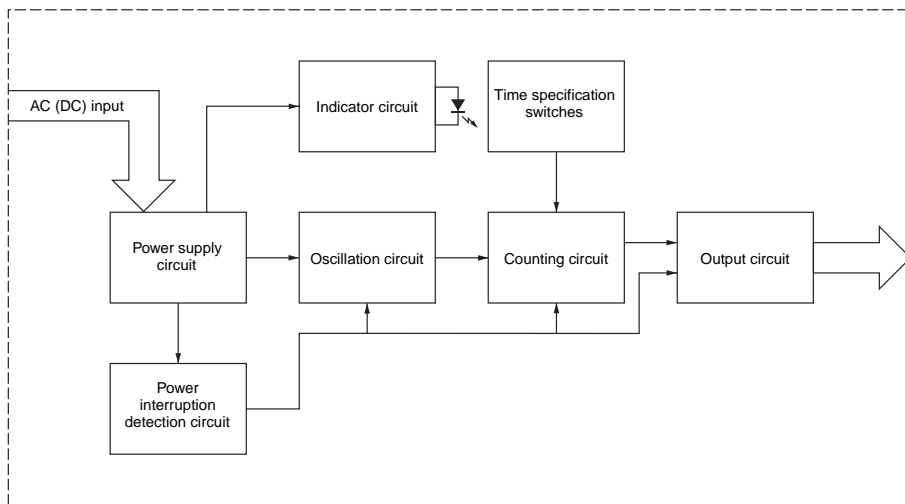 AC (DC) input
Indicator circuit
Time specification
switches
Power supply
circuit
Oscillation circuit
Counting circuit
Output circuit
Power
interruption
detection circuit